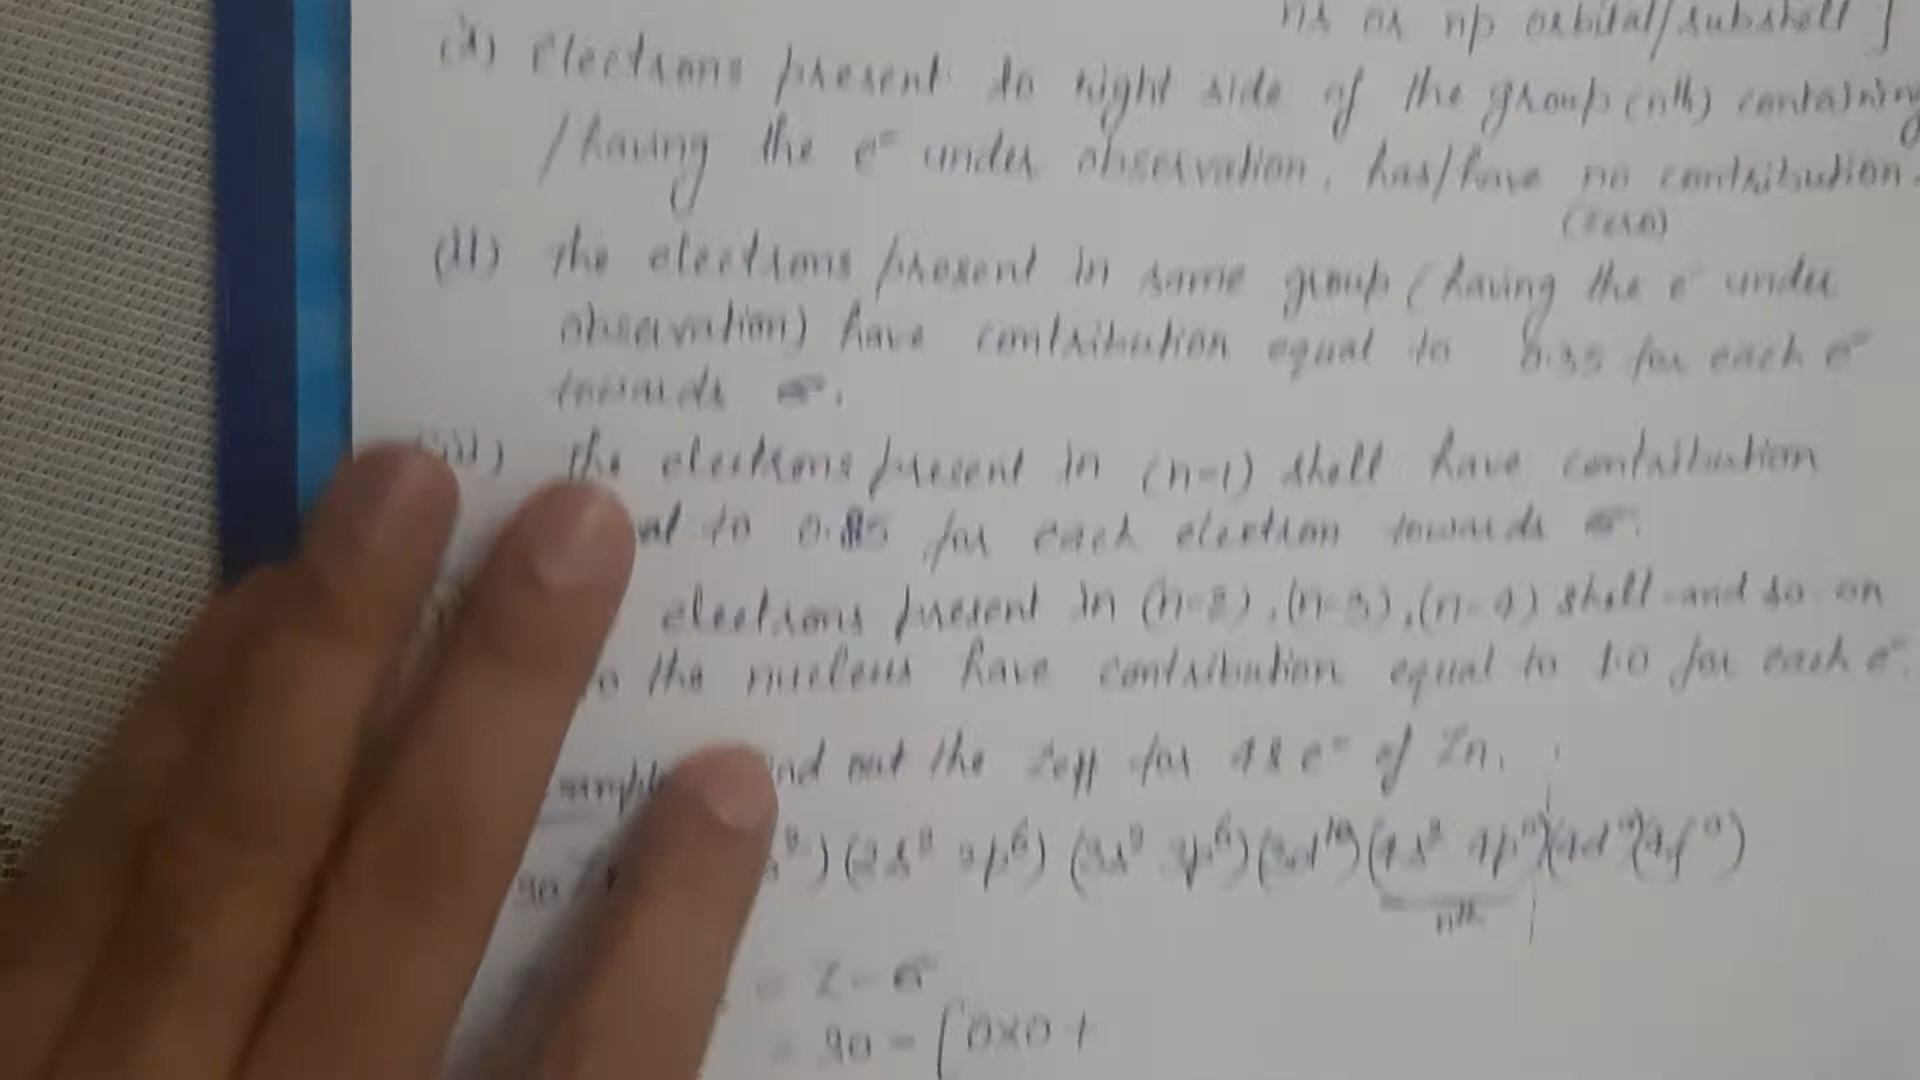 ns or np orbital/subshell]
(i) electrons present to right side of the group (nth) containing
/having the e⁻ under observation, has/have no contribution.
(zero)
(ii) The electrons present in same group (having the e⁻ under
observation) have contribution equal to 0.35 for each e⁻
towards σ.
The electrons present in (n-1) shell have contribution
to 0.85 for each electron towards σ.
electrons present in (n-2), (n-3), (n-4) shell and so on
the nucleus have contribution equal to 1.0 for each e⁻.
out the Zeff for 4s e⁻ of Zn.
) (2s² 2p⁶) (3s² 3p⁶) (3d¹⁰) (4s² 4p⁰) (4d⁰) (4f⁰)
nth
= Z - σ
= 30 - [0x0 +